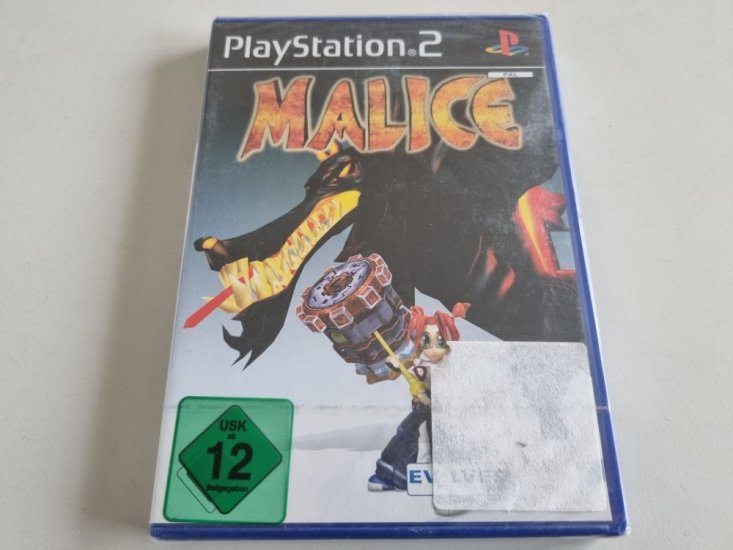 PlayStation®2
PAL
MALICE
USK
ab
12
freigegeben